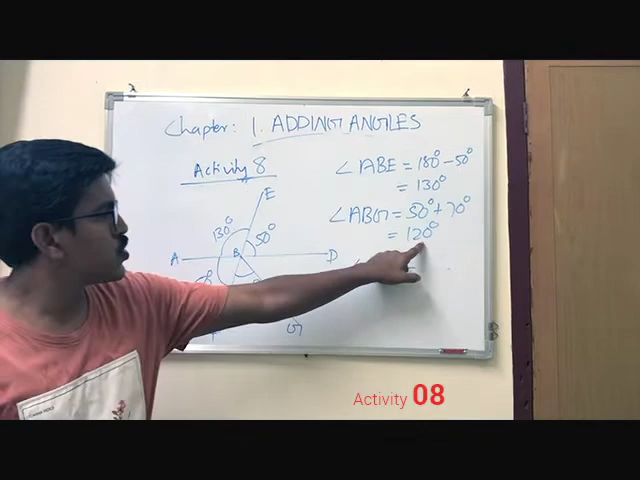 Chapter: 1. ADDING ANGLES
Activity 8
∠ABE = 180° - 50°
= 130°
∠ABG = 50° + 70°
= 120°
E
130°
50°
A
B
D
G
Activity 08